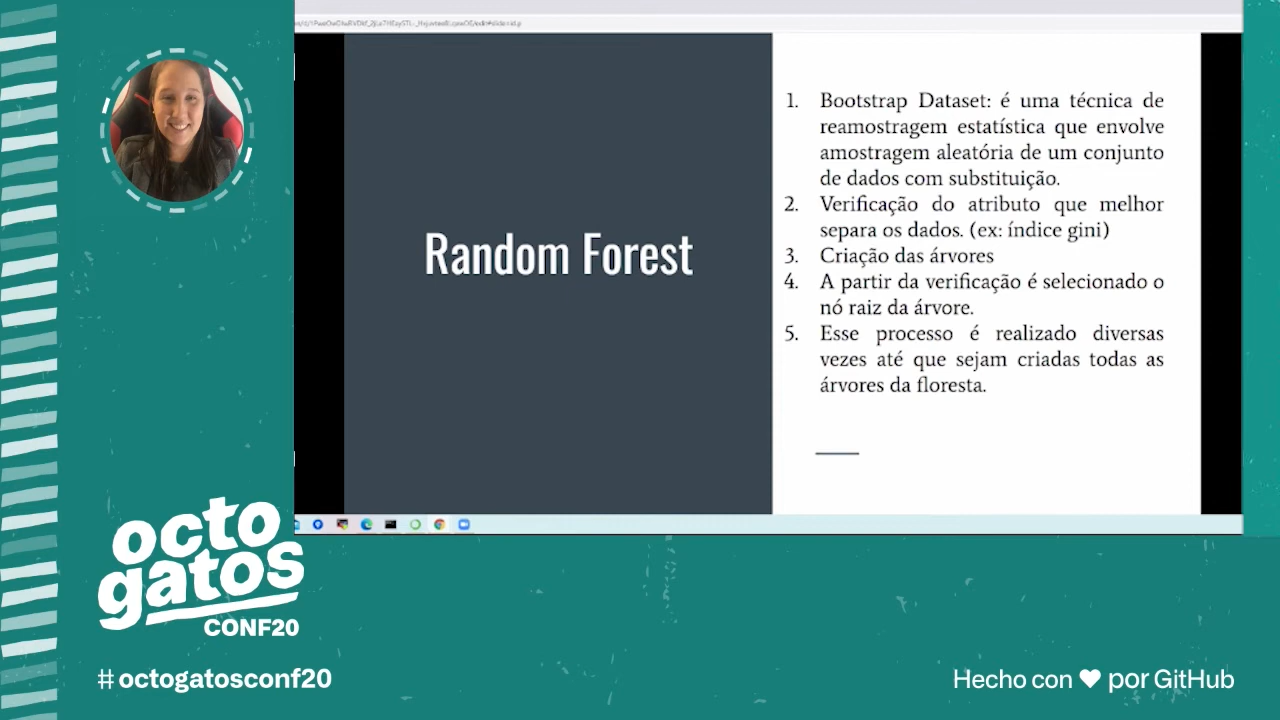 Random Forest
1. Bootstrap Dataset: é uma técnica de
reamostragem estatística que envolve
amostragem aleatória de um conjunto
de dados com substituição.
2. Verificação do atributo que melhor
separa os dados. (ex: índice gini)
3. Criação das árvores
4. A partir da verificação é selecionado o
nó raiz da árvore.
5. Esse processo é realizado diversas
vezes até que sejam criadas todas as
árvores da floresta.
octo
gatos
CONF20
# octogatosconf20
Hecho con ♥ por GitHub